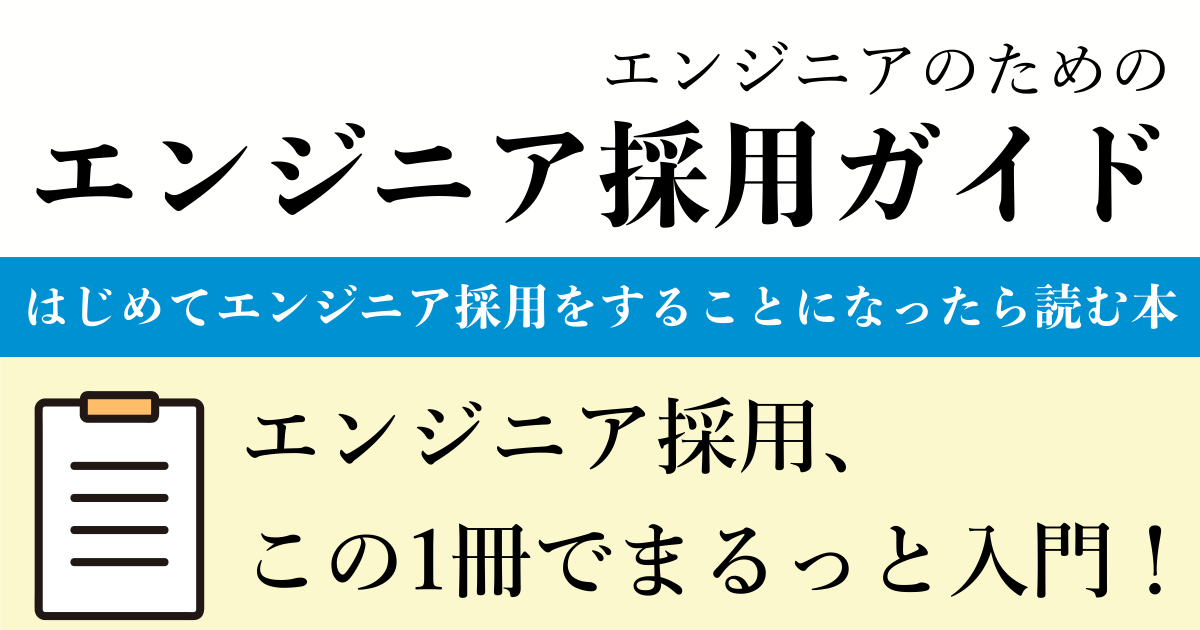 エンジニアのための
エンジニア採用ガイド
はじめてエンジニア採用をすることになったら読む本
エンジニア採用、
この1冊でまるっと入門！